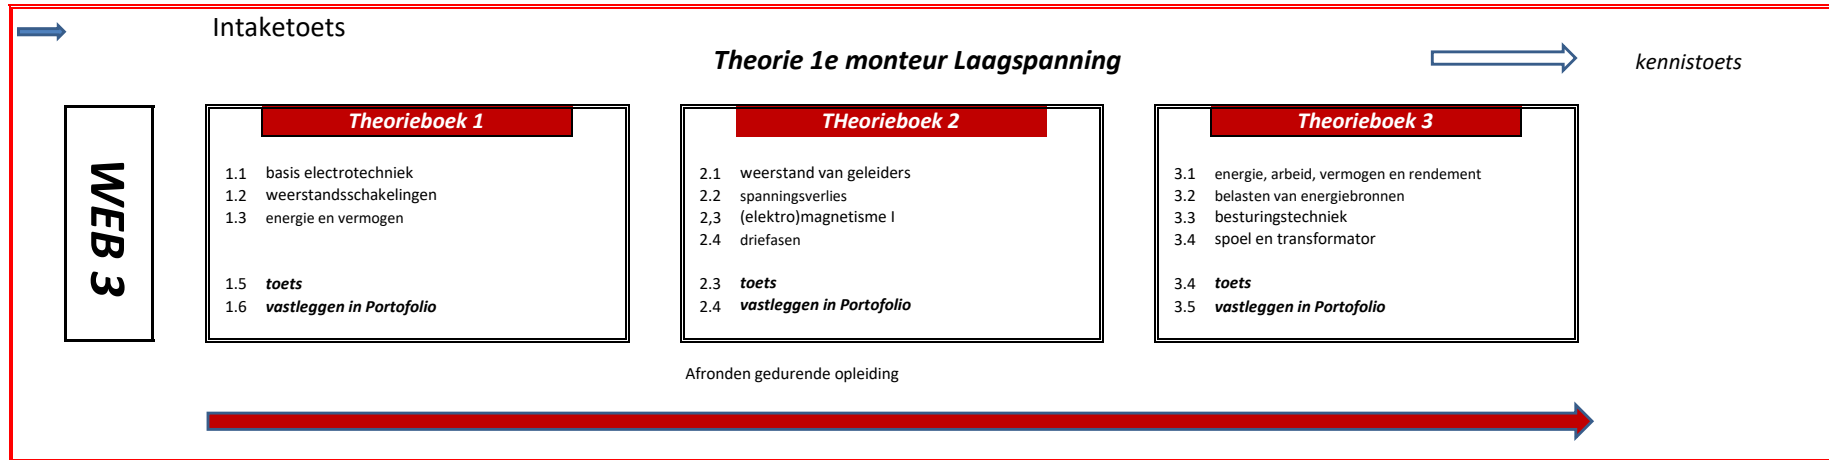 Intaketoets
Theorie 1e monteur Laagspanning
kennistoets
WEB 3
Theorieboek 1
1.1 basis electrotechniek
1.2 weerstandsschakelingen
1.3 energie en vermogen
1.5 toets
1.6 vastleggen in Portofolio
THeorieboek 2
2.1 weerstand van geleiders
2.2 spanningsverlies
2,3 (elektro)magnetisme I
2.4 driefasen
2.3 toets
2.4 vastleggen in Portofolio
Theorieboek 3
3.1 energie, arbeid, vermogen en rendement
3.2 belasten van energiebronnen
3.3 besturingstechniek
3.4 spoel en transformator
3.4 toets
3.5 vastleggen in Portofolio
Afronden gedurende opleiding